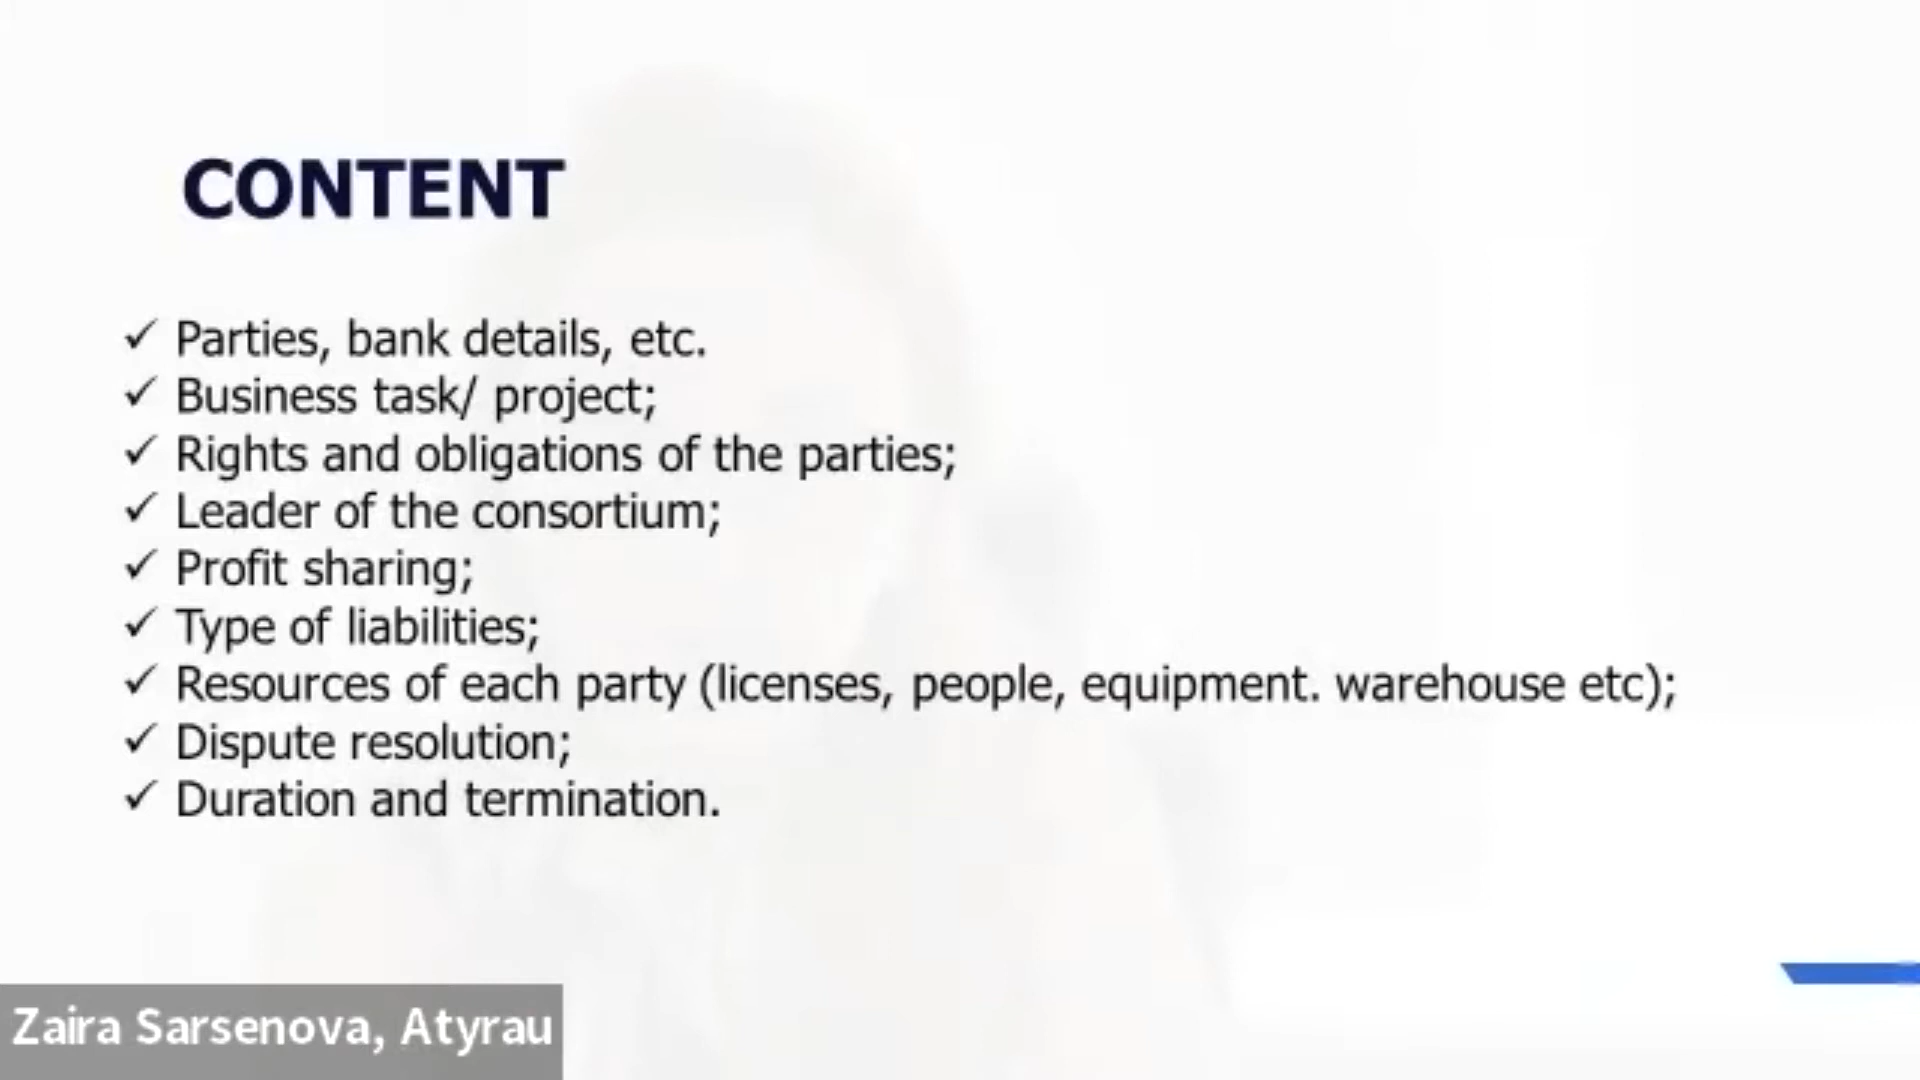 CONTENT
✓ Parties, bank details, etc.
✓ Business task/ project;
✓ Rights and obligations of the parties;
✓ Leader of the consortium;
✓ Profit sharing;
✓ Type of liabilities;
✓ Resources of each party (licenses, people, equipment. warehouse etc);
✓ Dispute resolution;
✓ Duration and termination.
Zaira Sarsenova, Atyrau